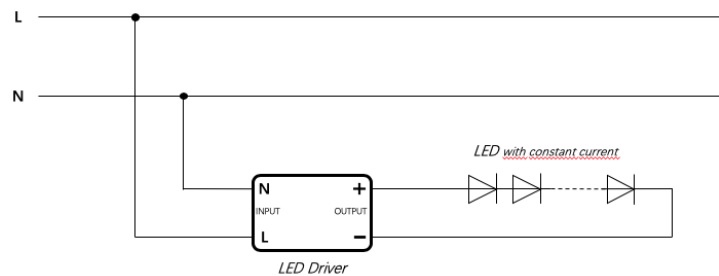 L
N
LED with constant current
N +
INPUT OUTPUT
L −
LED Driver